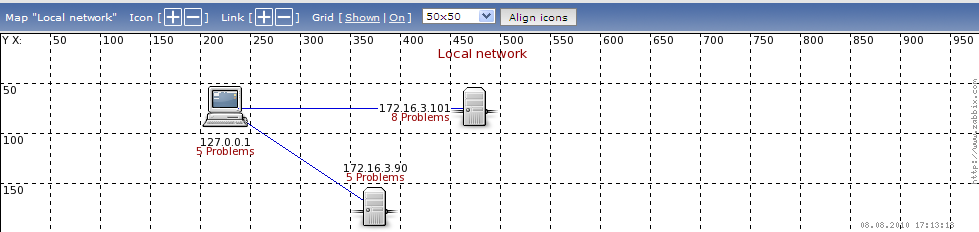 Map "Local network" Icon [ + − ] Link [ + − ] Grid [ Shown | On ] 50x50 Align icons
Y X: 50 100 150 200 250 300 350 400 450 500 550 600 650 700 750 800 850 900 950
Local network
50
172.16.3.101
8 Problems
100
127.0.0.1
5 Problems
172.16.3.90
5 Problems
150
http://www.zabbix.com
08.08.2010 17:13:13